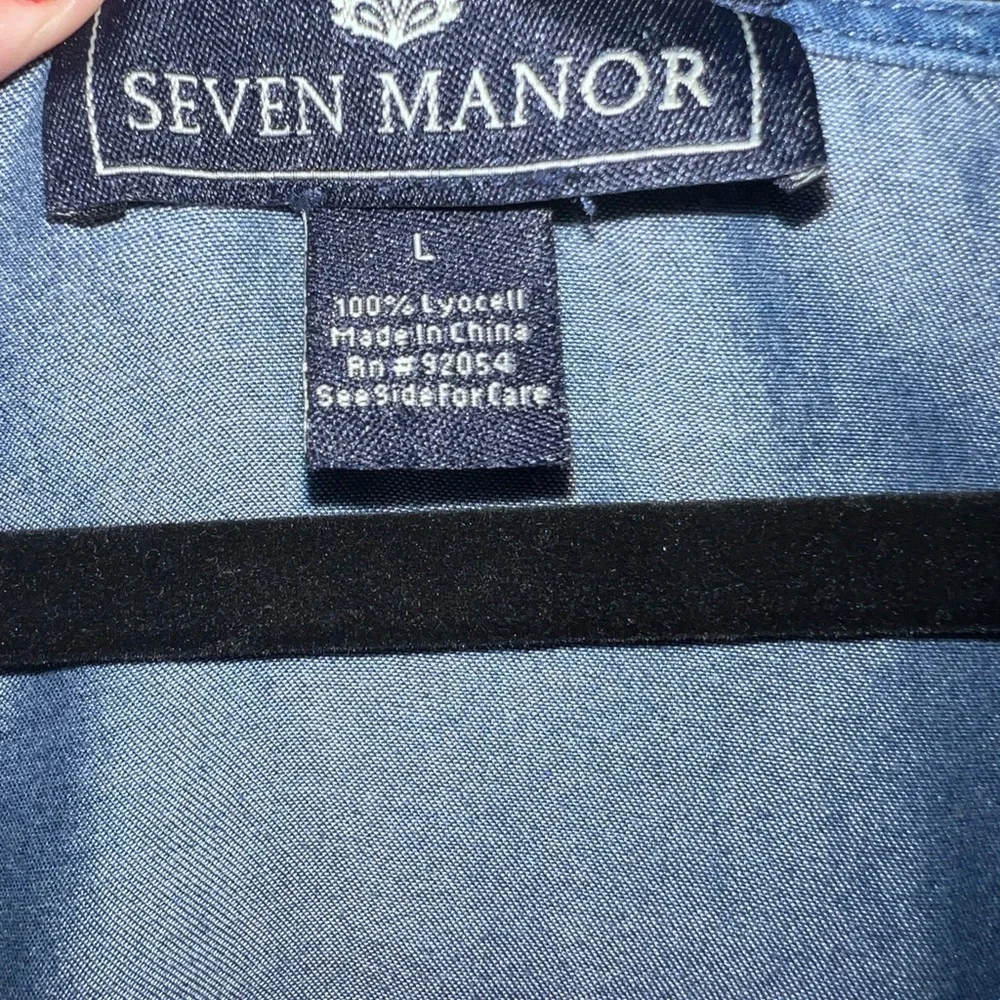 SEVEN MANOR
L
100% Lyocell
Made In China
Rn # 92054
See Side For Care